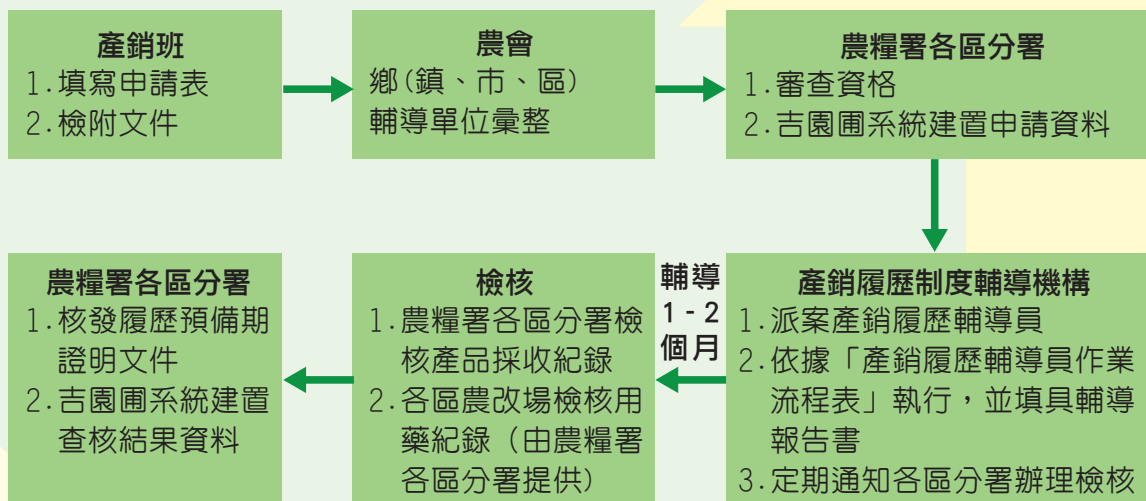 產銷班
1.填寫申請表
2.檢附文件
農會
鄉(鎮、市、區)
輔導單位彙整
農糧署各區分署
1.審查資格
2.吉園圃系統建置申請資料
產銷履歷制度輔導機構
1.派案產銷履歷輔導員
2.依據「產銷履歷輔導員作業
流程表」執行，並填具輔導
報告書
3.定期通知各區分署辦理檢核
輔導
1-2
個月
檢核
1.農糧署各區分署檢
核產品採收紀錄
2.各區農改場檢核用
藥紀錄（由農糧署
各區分署提供）
農糧署各區分署
1.核發履歷預備期
證明文件
2.吉園圃系統建置
查核結果資料